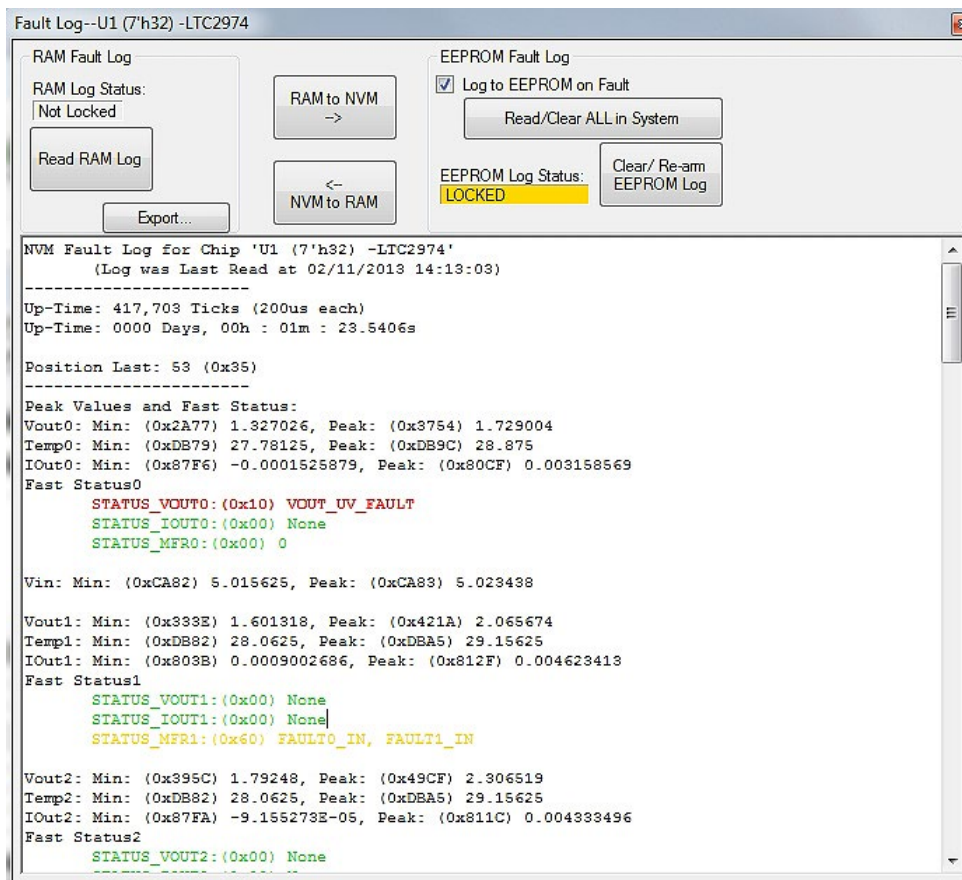 Fault Log--U1 (7'h32) -LTC2974
RAM Fault Log
RAM Log Status:
Not Locked
Read RAM Log
Export...
RAM to NVM
-->
<--
NVM to RAM
EEPROM Fault Log
Log to EEPROM on Fault
Read/Clear ALL in System
EEPROM Log Status:
LOCKED
Clear/ Re-arm
EEPROM Log
NVM Fault Log for Chip 'U1 (7'h32) -LTC2974'
(Log was Last Read at 02/11/2013 14:13:03)
-----------------------
Up-Time: 417,703 Ticks (200us each)
Up-Time: 0000 Days, 00h : 01m : 23.5406s
Position Last: 53 (0x35)
-----------------------
Peak Values and Fast Status:
Vout0: Min: (0x2A77) 1.327026, Peak: (0x3754) 1.729004
Temp0: Min: (0xDB79) 27.78125, Peak: (0xDB9C) 28.875
IOut0: Min: (0x87F6) -0.0001525879, Peak: (0x80CF) 0.003158569
Fast Status0
STATUS_VOUT0:(0x10) VOUT_UV_FAULT
STATUS_IOUT0:(0x00) None
STATUS_MFR0:(0x00) 0
Vin: Min: (0xCA82) 5.015625, Peak: (0xCA83) 5.023438
Vout1: Min: (0x333E) 1.601318, Peak: (0x421A) 2.065674
Temp1: Min: (0xDB82) 28.0625, Peak: (0xDBA5) 29.15625
IOut1: Min: (0x803B) 0.0009002686, Peak: (0x812F) 0.004623413
Fast Status1
STATUS_VOUT1:(0x00) None
STATUS_IOUT1:(0x00) None
STATUS_MFR1:(0x60) FAULT0_IN, FAULT1_IN
Vout2: Min: (0x395C) 1.79248, Peak: (0x49CF) 2.306519
Temp2: Min: (0xDB82) 28.0625, Peak: (0xDBA5) 29.15625
IOut2: Min: (0x87FA) -9.155273E-05, Peak: (0x811C) 0.004333496
Fast Status2
STATUS_VOUT2:(0x00) None